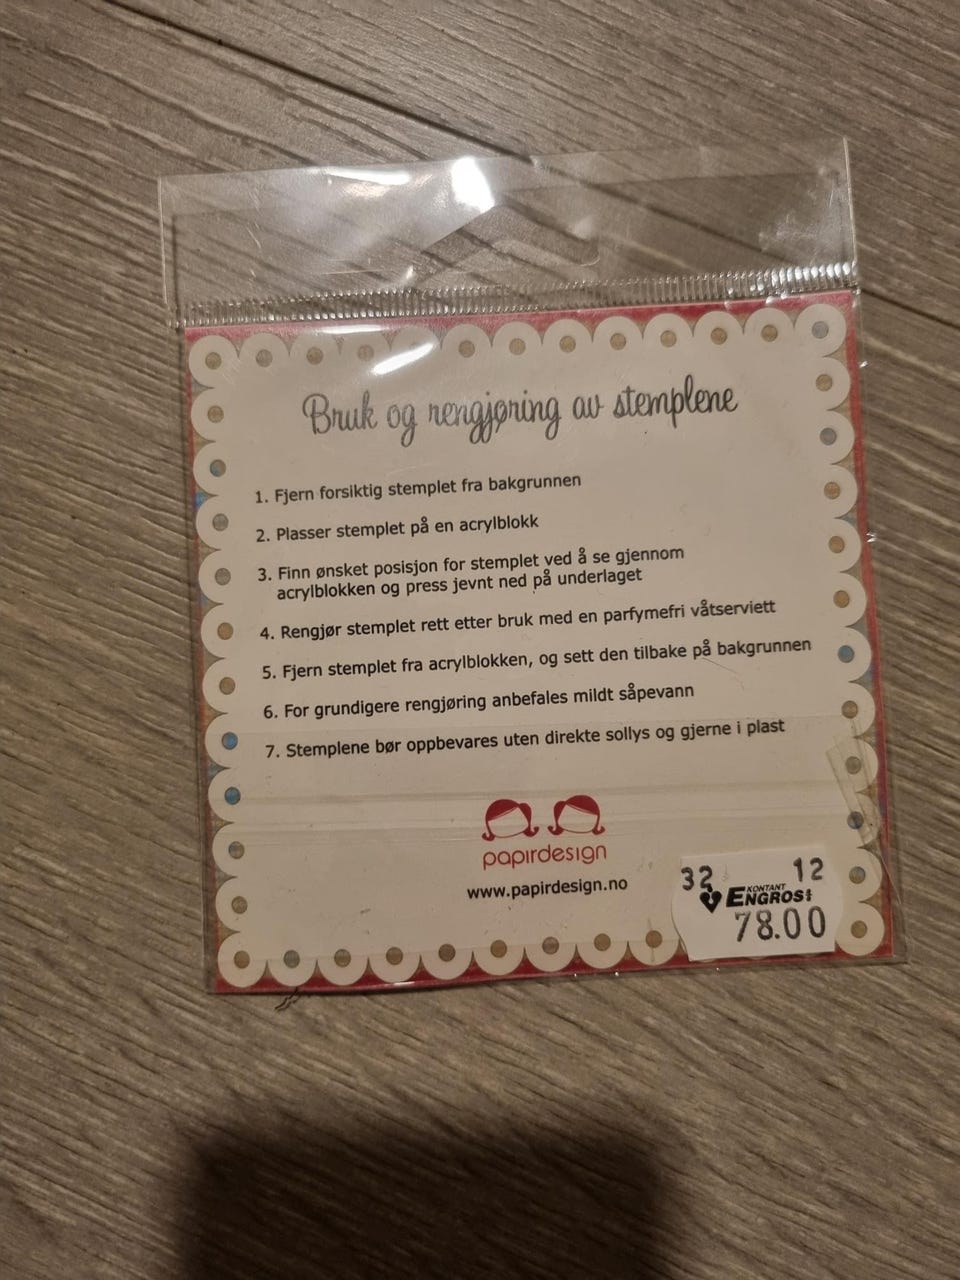 Bruk og rengjøring av stemplene
1. Fjern forsiktig stemplet fra bakgrunnen
2. Plasser stemplet på en acrylblokk
3. Finn ønsket posisjon for stemplet ved å se gjennom
acrylblokken og press jevnt ned på underlaget
4. Rengjør stemplet rett etter bruk med en parfymefri våtserviett
5. Fjern stemplet fra acrylblokken, og sett den tilbake på bakgrunnen
6. For grundigere rengjøring anbefales mildt såpevann
7. Stemplene bør oppbevares uten direkte sollys og gjerne i plast
papirdesign
www.papirdesign.no
32 12
KONTANT
ENGROS
78.00